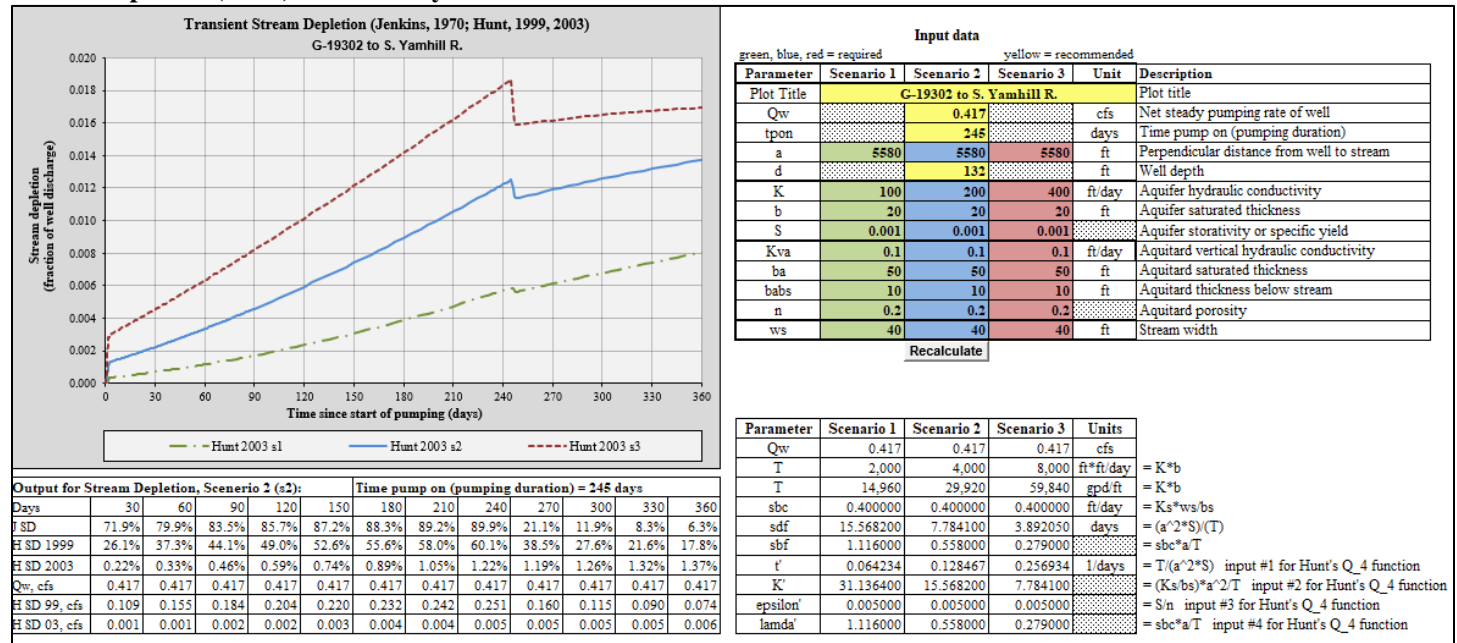 Transient Stream Depletion (Jenkins, 1970; Hunt, 1999, 2003)
G-19302 to S. Yamhill R.
Stream depletion
(fraction of well discharge)
0.020
0.018
0.016
0.014
0.012
0.010
0.008
0.006
0.004
0.002
0.000
0 30 60 90 120 150 180 210 240 270 300 330 360
Time since start of pumping (days)
Hunt 2003 s1 Hunt 2003 s2 Hunt 2003 s3
Output for Stream Depletion, Scenerio 2 (s2): Time pump on (pumping duration) = 245 days
Days 30 60 90 120 150 180 210 240 270 300 330 360
J SD 71.9% 79.9% 83.5% 85.7% 87.2% 88.3% 89.2% 89.9% 21.1% 11.9% 8.3% 6.3%
H SD 1999 26.1% 37.3% 44.1% 49.0% 52.6% 55.6% 58.0% 60.1% 38.5% 27.6% 21.6% 17.8%
H SD 2003 0.22% 0.33% 0.46% 0.59% 0.74% 0.89% 1.05% 1.22% 1.19% 1.26% 1.32% 1.37%
Qw, cfs 0.417 0.417 0.417 0.417 0.417 0.417 0.417 0.417 0.417 0.417 0.417 0.417
H SD 99, cfs 0.109 0.155 0.184 0.204 0.220 0.232 0.242 0.251 0.160 0.115 0.090 0.074
H SD 03, cfs 0.001 0.001 0.002 0.002 0.003 0.004 0.004 0.005 0.005 0.005 0.005 0.006
Input data
green, blue, red = required yellow = recommended
Parameter Scenario 1 Scenario 2 Scenario 3 Unit Description
Plot Title G-19302 to S. Yamhill R. Plot title
Qw 0.417 cfs Net steady pumping rate of well
tpon 245 days Time pump on (pumping duration)
a 5580 5580 5580 ft Perpendicular distance from well to stream
d 132 ft Well depth
K 100 200 400 ft/day Aquifer hydraulic conductivity
b 20 20 20 ft Aquifer saturated thickness
S 0.001 0.001 0.001 Aquifer storativity or specific yield
Kva 0.1 0.1 0.1 ft/day Aquitard vertical hydraulic conductivity
ba 50 50 50 ft Aquitard saturated thickness
babs 10 10 10 ft Aquitard thickness below stream
n 0.2 0.2 0.2 Aquitard porosity
ws 40 40 40 ft Stream width
Recalculate
Parameter Scenario 1 Scenario 2 Scenario 3 Units
Qw 0.417 0.417 0.417 cfs
T 2,000 4,000 8,000 ft*ft/day = K*b
T 14,960 29,920 59,840 gpd/ft = K*b
sbc 0.400000 0.400000 0.400000 ft/day = Ks*ws/bs
sdf 15.568200 7.784100 3.892050 days = (a^2*S)/(T)
sbf 1.116000 0.558000 0.279000 = sbc*a/T
t' 0.064234 0.128467 0.256934 1/days = T/(a^2*S) input #1 for Hunt's Q_4 function
K' 31.136400 15.568200 7.784100 = (Ks/bs)*a^2/T input #2 for Hunt's Q_4 function
epsilon' 0.005000 0.005000 0.005000 = S/n input #3 for Hunt's Q_4 function
lamda' 1.116000 0.558000 0.279000 = sbc*a/T input #4 for Hunt's Q_4 function